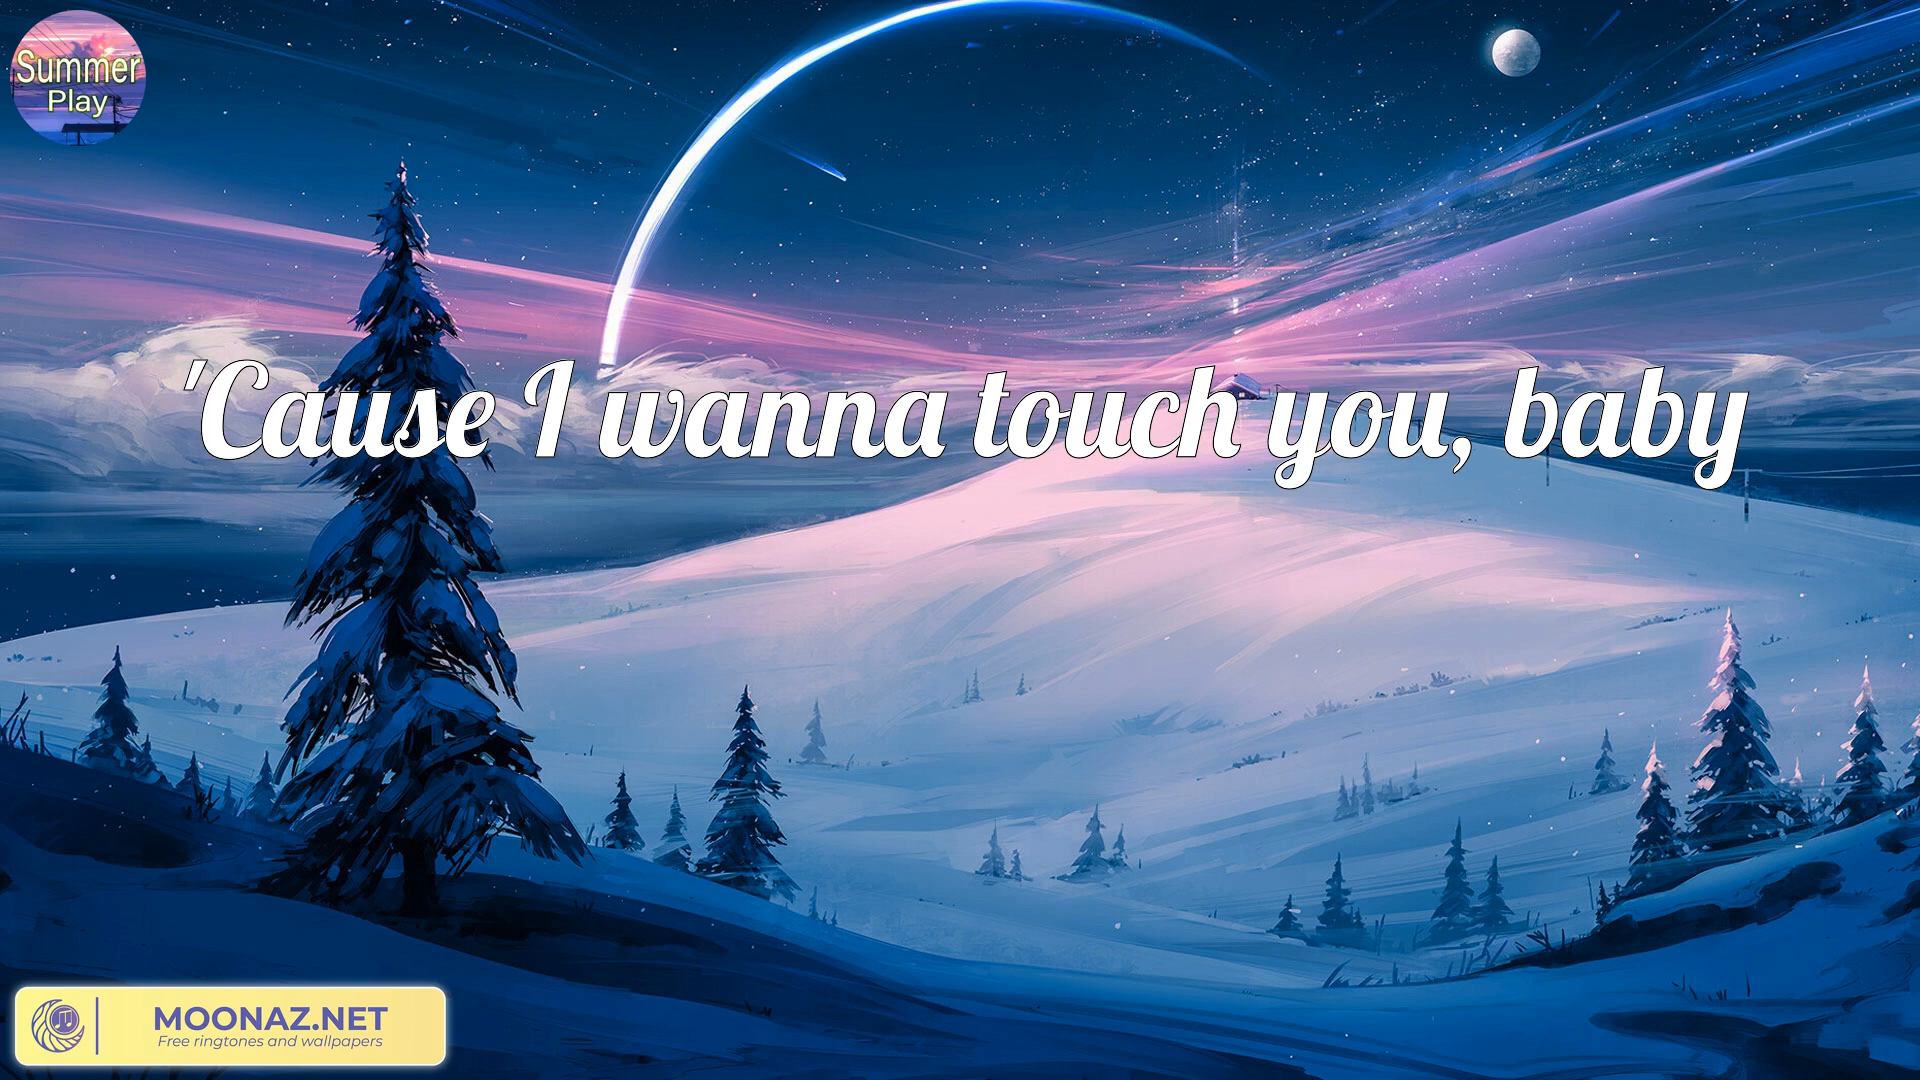 Summer
Play
'Cause I wanna touch you, baby
MOONAZ.NET
Free ringtones and wallpapers